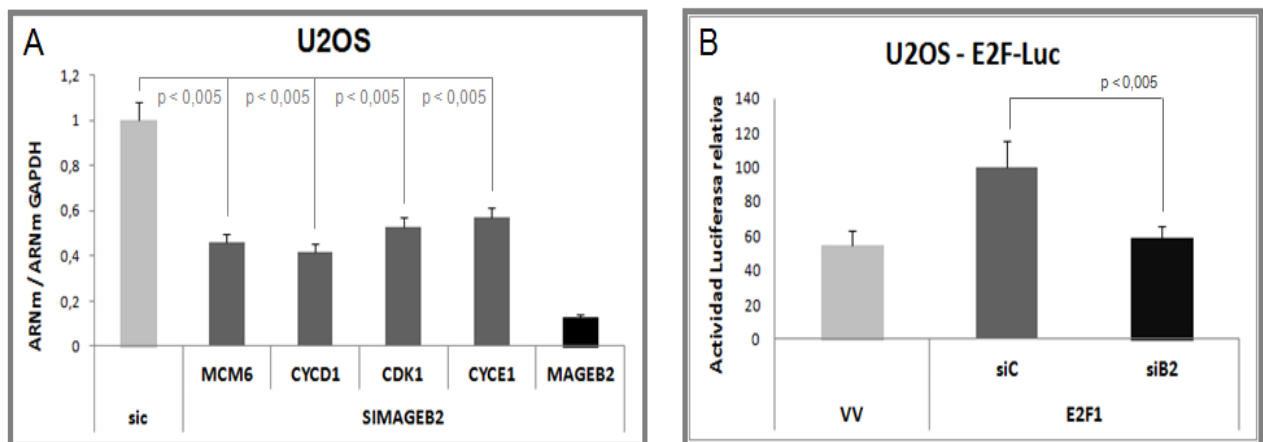 A
U2OS
ARNm / ARNm GAPDH
1,2
1
0,8
0,6
0,4
0,2
0
p < 0,005 p < 0,005 p < 0,005 p < 0,005
MCM6 CYCD1 CDK1 CYCE1 MAGEB2
sic SIMAGEB2
B
U2OS - E2F-Luc
p <0,005
Actividad Luciferasa relativa
140
120
100
80
60
40
20
0
siC siB2
VV E2F1